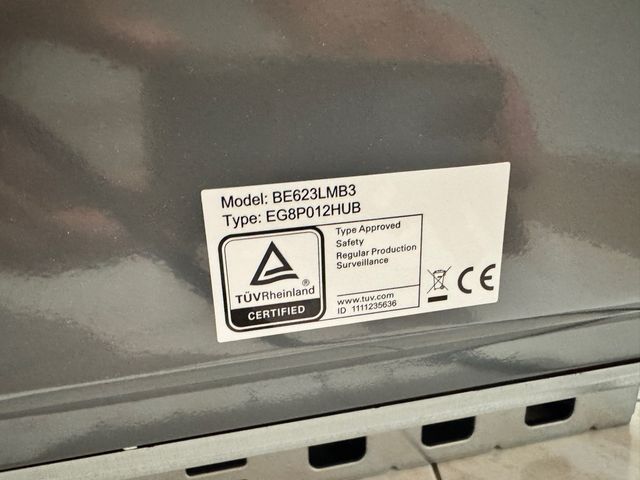 Model: BE623LMB3
Type: EG8P012HUB
Type Approved
Safety
Regular Production
Surveillance
TÜVRheinland®
CERTIFIED
www.tuv.com
ID 1111235636
CE